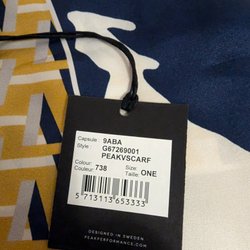 Capsule: 9ABA
Style: G67269001
PEAKVSCARF
Colour: Size:
Couleur: 738 Taille: ONE
5 713113 653333
DESIGNED IN SWEDEN
PEAKPERFORMANCE.COM